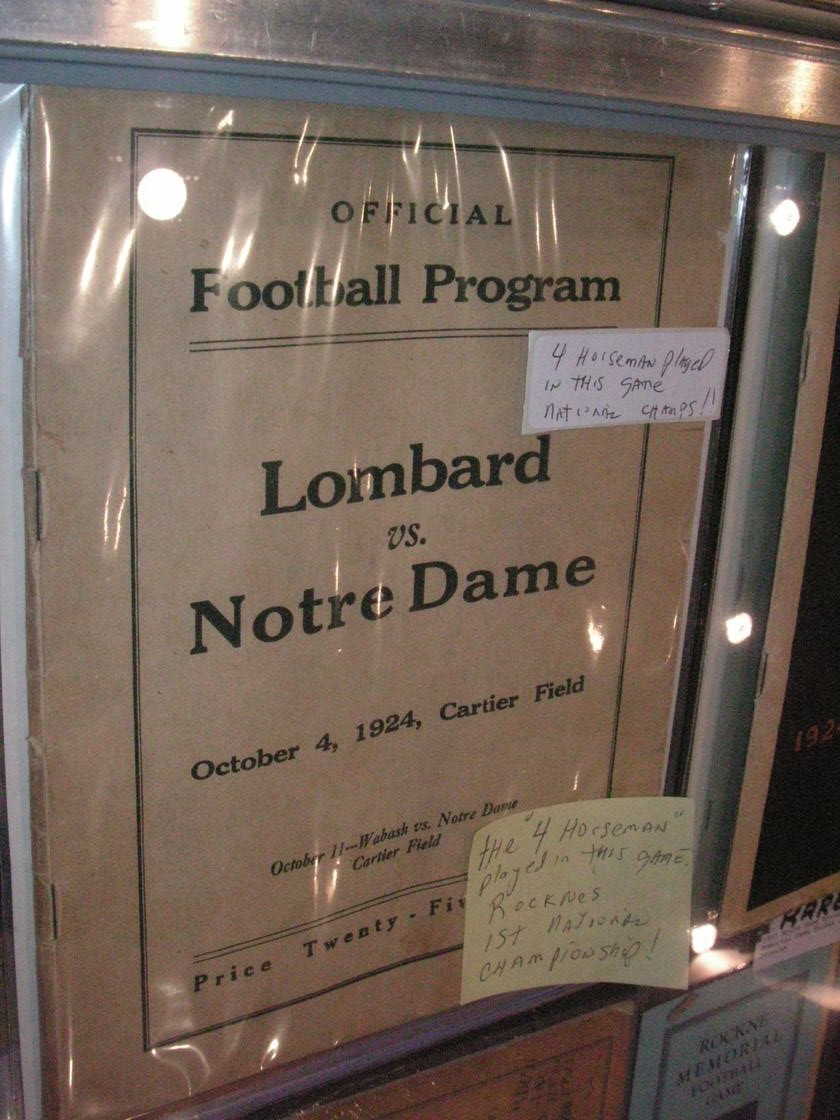 OFFICIAL
Football Program
4 HOrSEMAN PlAyED
IN THIS GAME
NATIONAL CHAMPS!!
Lombard
vs.
Notre Dame
October 4, 1924, Cartier Field
October 11---Wabash vs. Notre Dame
Cartier Field
Price Twenty - Fiv
tHE "4 HOrSEMAN"
PlAyed in tHIS GAME.
ROCKNES
1ST NATIONAL
CHAMPIONSHIP!
192
RARE
ROCKNE
MEMORIAL
FOOTBALL
GAME